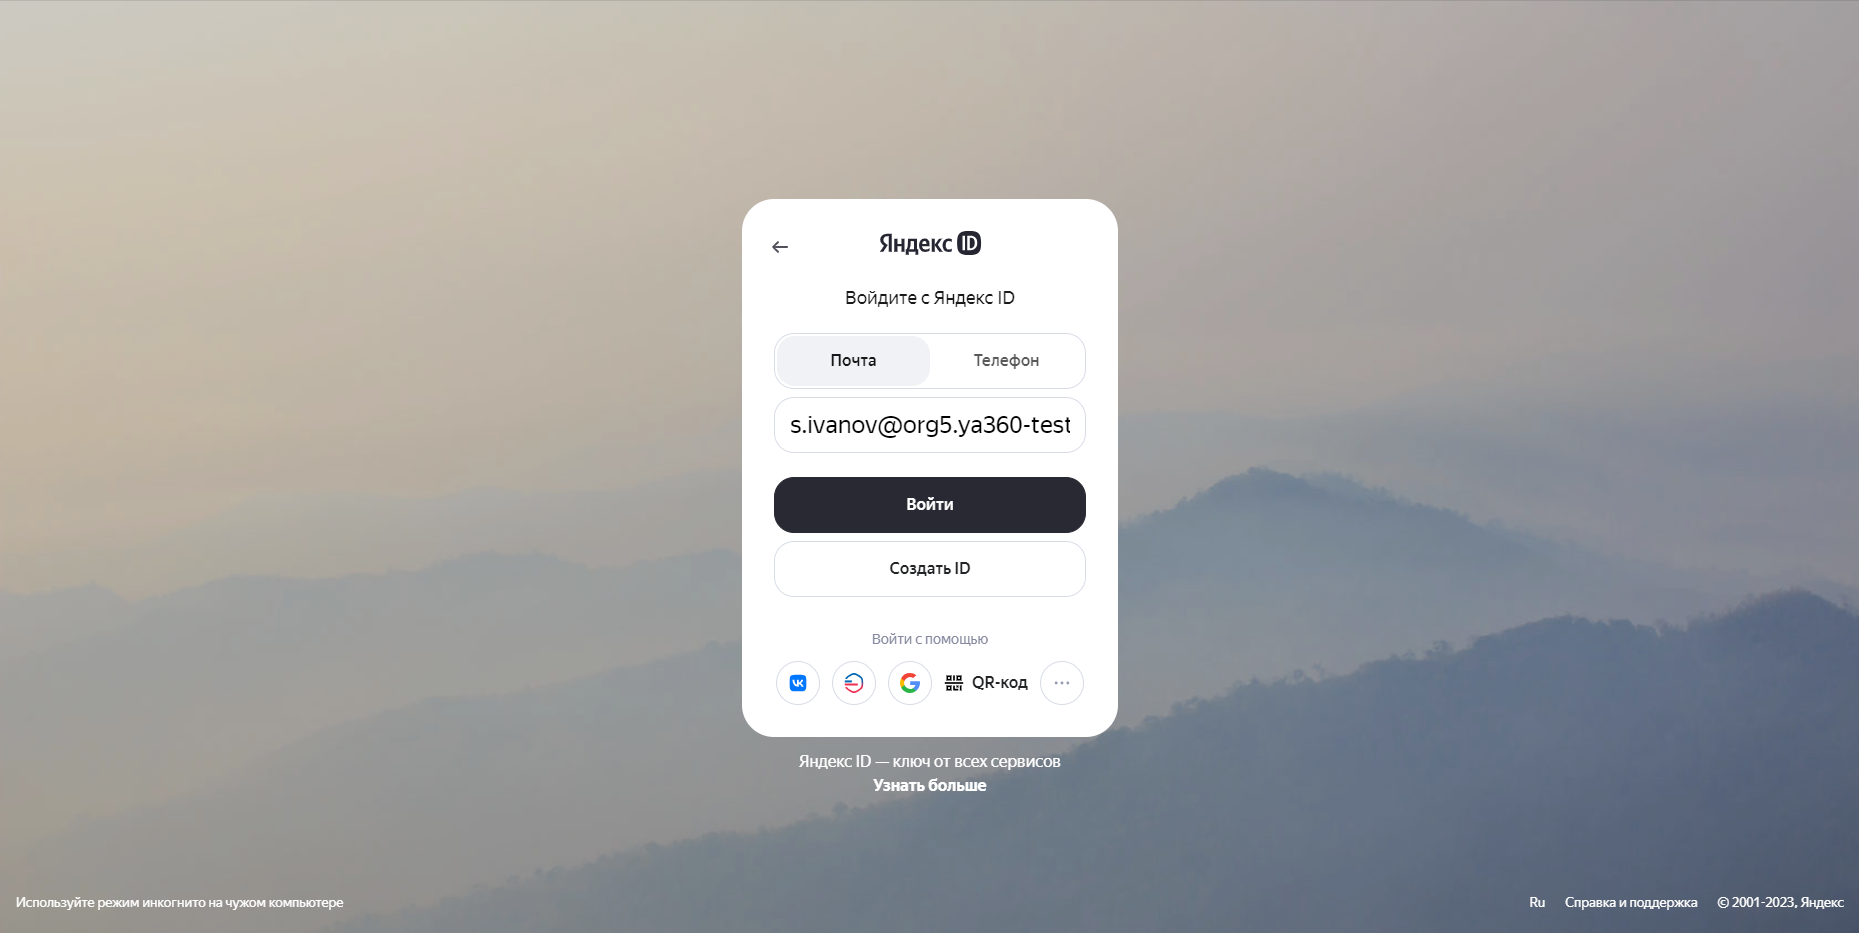 Яндекс ID
Войдите с Яндекс ID
Почта Телефон
s.ivanov@org5.ya360-test
Войти
Создать ID
Войти с помощью
QR-код
Яндекс ID — ключ от всех сервисов
Узнать больше
Используйте режим инкогнито на чужом компьютере
Ru Справка и поддержка © 2001-2023, Яндекс